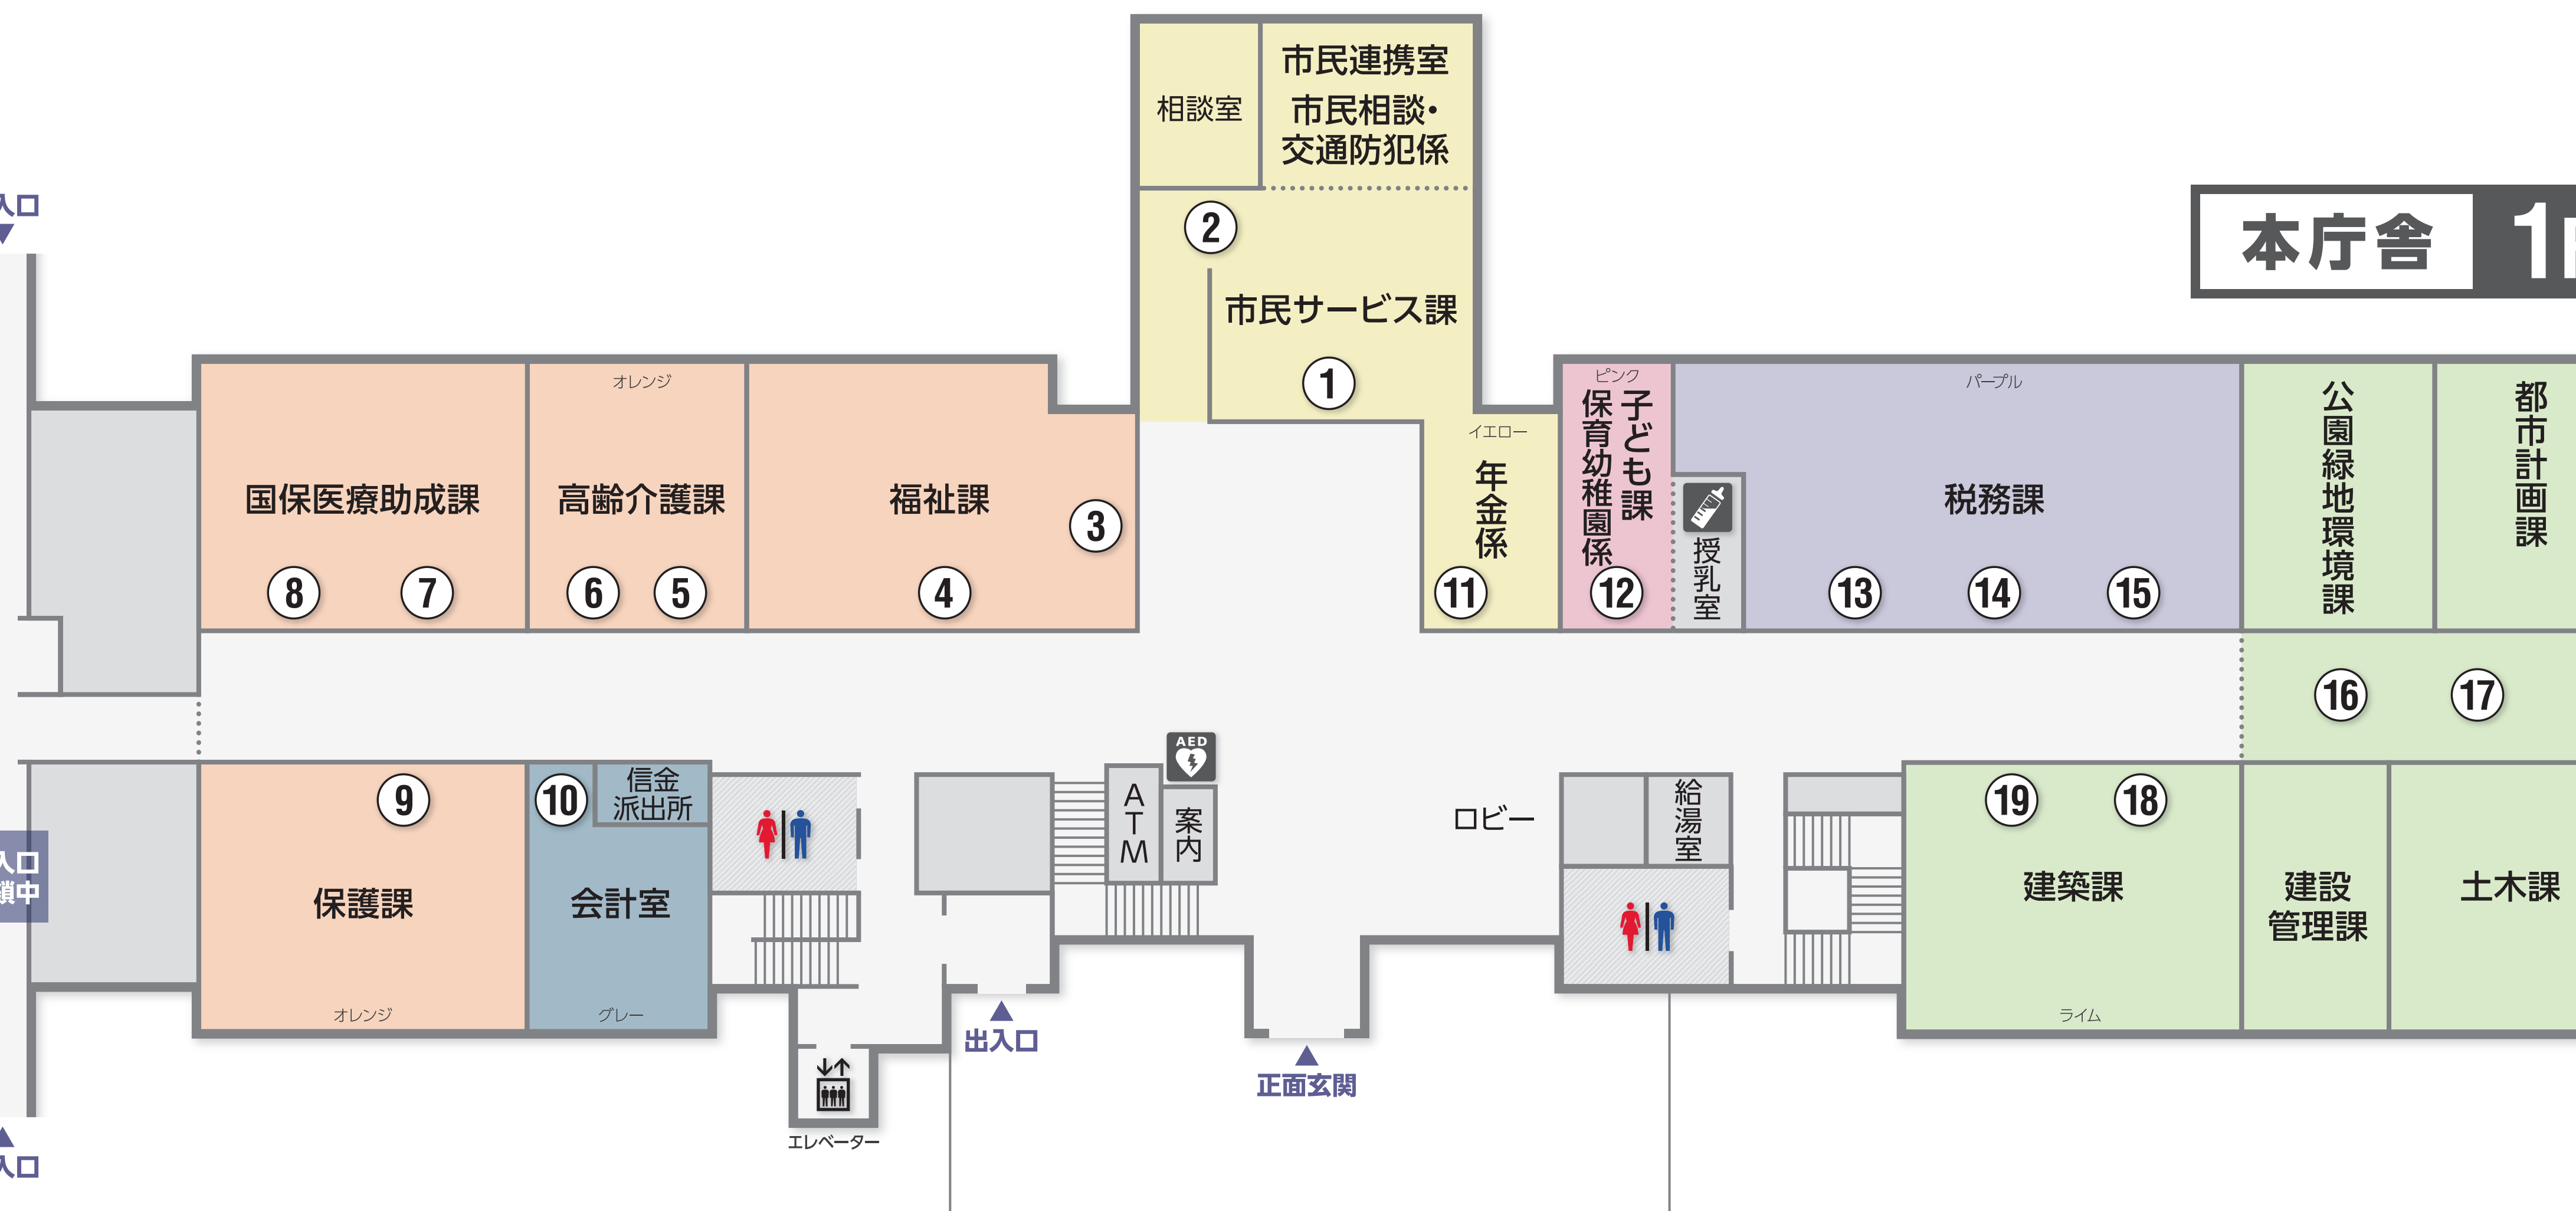 市民連携室
市民相談・
交通防犯係
相談室
②
市民サービス課
①
本庁舎
入口
オレンジ
国保医療助成課
高齢介護課
福祉課
③
⑧
⑦
⑥
⑤
④
イエロー
年金係
⑪
ピンク
子ども課
保育幼稚園係
⑫
授乳室
パープル
税務課
⑬
⑭
⑮
公園緑地環境課
都市計画課
⑯
⑰
⑨
保護課
オレンジ
⑩
信金
派出所
会計室
グレー
ATM
AED
案内
ロビー
給湯室
⑲
⑱
建築課
ライム
建設
管理課
土木課
入口
鎖中
出入口
正面玄関
エレベーター
入口